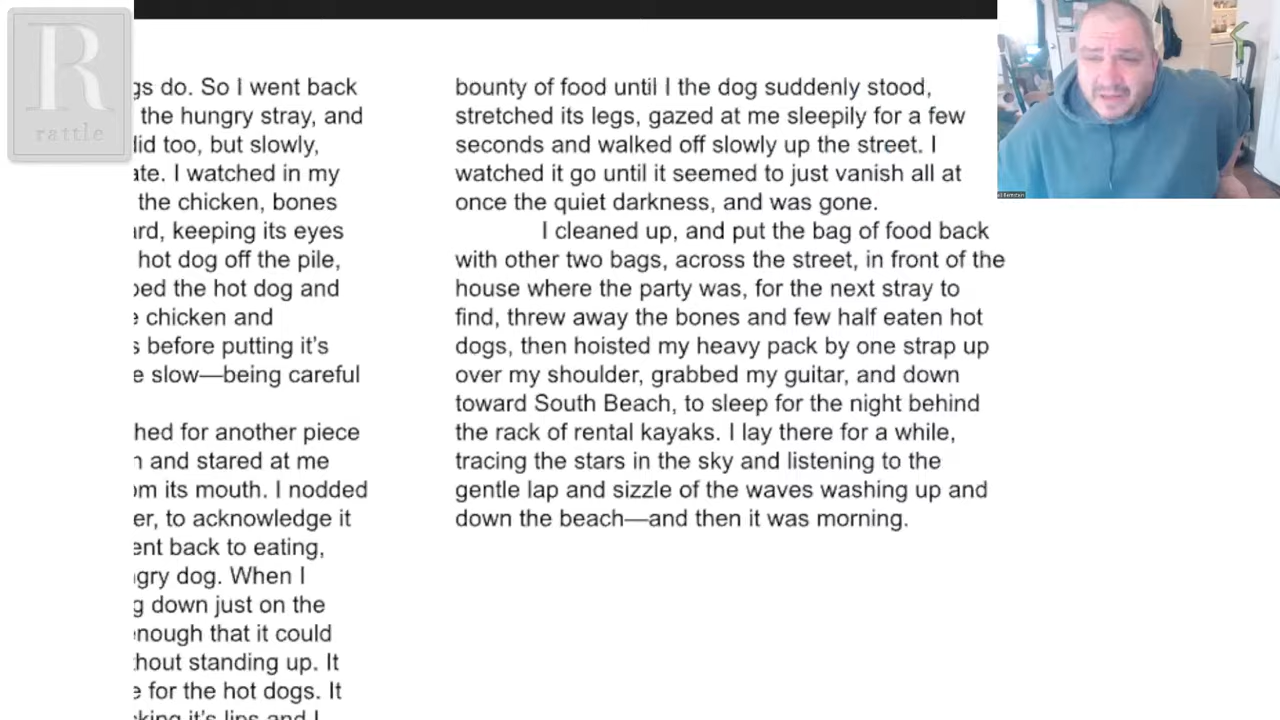 R
rattle
gs do. So I went back
the hungry stray, and
did too, but slowly,
ate. I watched in my
the chicken, bones
ard, keeping its eyes
hot dog off the pile,
ped the hot dog and
e chicken and
s before putting it's
e slow—being careful
hed for another piece
and stared at me
om its mouth. I nodded
er, to acknowledge it
ent back to eating,
ngry dog. When I
g down just on the
enough that it could
thout standing up. It
e for the hot dogs. It
cking it's lips and I
bounty of food until I the dog suddenly stood,
stretched its legs, gazed at me sleepily for a few
seconds and walked off slowly up the street. I
watched it go until it seemed to just vanish all at
once the quiet darkness, and was gone.
I cleaned up, and put the bag of food back
with other two bags, across the street, in front of the
house where the party was, for the next stray to
find, threw away the bones and few half eaten hot
dogs, then hoisted my heavy pack by one strap up
over my shoulder, grabbed my guitar, and down
toward South Beach, to sleep for the night behind
the rack of rental kayaks. I lay there for a while,
tracing the stars in the sky and listening to the
gentle lap and sizzle of the waves washing up and
down the beach—and then it was morning.